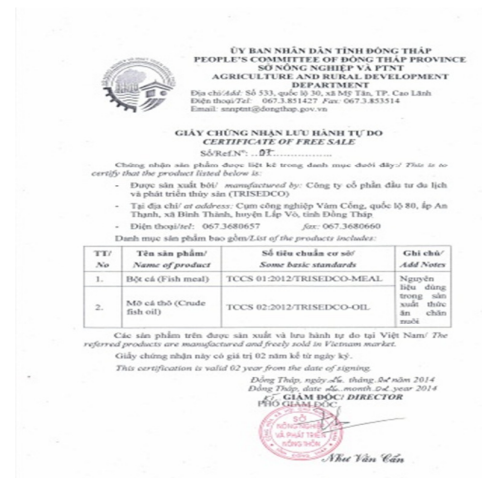 ỦY BAN NHÂN DÂN TỈNH ĐỒNG THÁP
PEOPLE'S COMMITTEE OF ĐỒNG THÁP PROVINCE
SỞ NÔNG NGHIỆP VÀ PTNT
AGRICULTURE AND RURAL DEVELOPMENT
DEPARTMENT
Địa chỉ/Add: Số 533, quốc lộ 30, xã Mỹ Tân, TP. Cao Lãnh
Điện thoại/Tel: 067.3.851427 Fax: 067.3.853514
Email: snnptnt@dongthap.gov.vn
GIẤY CHỨNG NHẬN LƯU HÀNH TỰ DO
CERTIFICATE OF FREE SALE
Số/Ref.Nº:
Chứng nhận sản phẩm được liệt kê trong danh mục dưới đây:/ This is to
certify that the product listed below is:
- Được sản xuất bởi/ manufactured by: Công ty cổ phần đầu tư du lịch
và phát triển thủy sản (TRISEDCO)
- Tại địa chỉ/ at address: Cụm công nghiệp Vàm Cống, quốc lộ 80, ấp An
Thạnh, xã Bình Thành, huyện Lấp Vò, tỉnh Đồng Tháp
- Điện thoại/tel: 067.3680657 fax: 067.3680660
Danh mục sản phẩm bao gồm/List of the products includes:
TT/ Tên sản phẩm/ Số tiêu chuẩn cơ sở/ Ghi chú/
No Name of product Some basic standards Add Notes
1. Bột cá (Fish meal) TCCS 01:2012/TRISEDCO-MEAL Nguyên
liệu dùng
trong sản
2. Mỡ cá thô (Crude TCCS 02:2012/TRISEDCO-OIL xuất thức
fish oil) ăn chăn
nuôi
Các sản phẩm trên được sản xuất và lưu hành tự do tại Việt Nam/ The
referred products are manufactured and freely sold in Vietnam market.
Giấy chứng nhận này có giá trị 02 năm kể từ ngày ký.
This certification is valid 02 year from the date of signing.
Đồng Tháp, ngày tháng năm 2014
Đồng Tháp, date month year 2014
GIÁM ĐỐC/ DIRECTOR
PHÓ GIÁM ĐỐC
SỞ
NÔNG NGHIỆP
VÀ PHÁT TRIỂN
NÔNG THÔN
Như Văn Cẩn